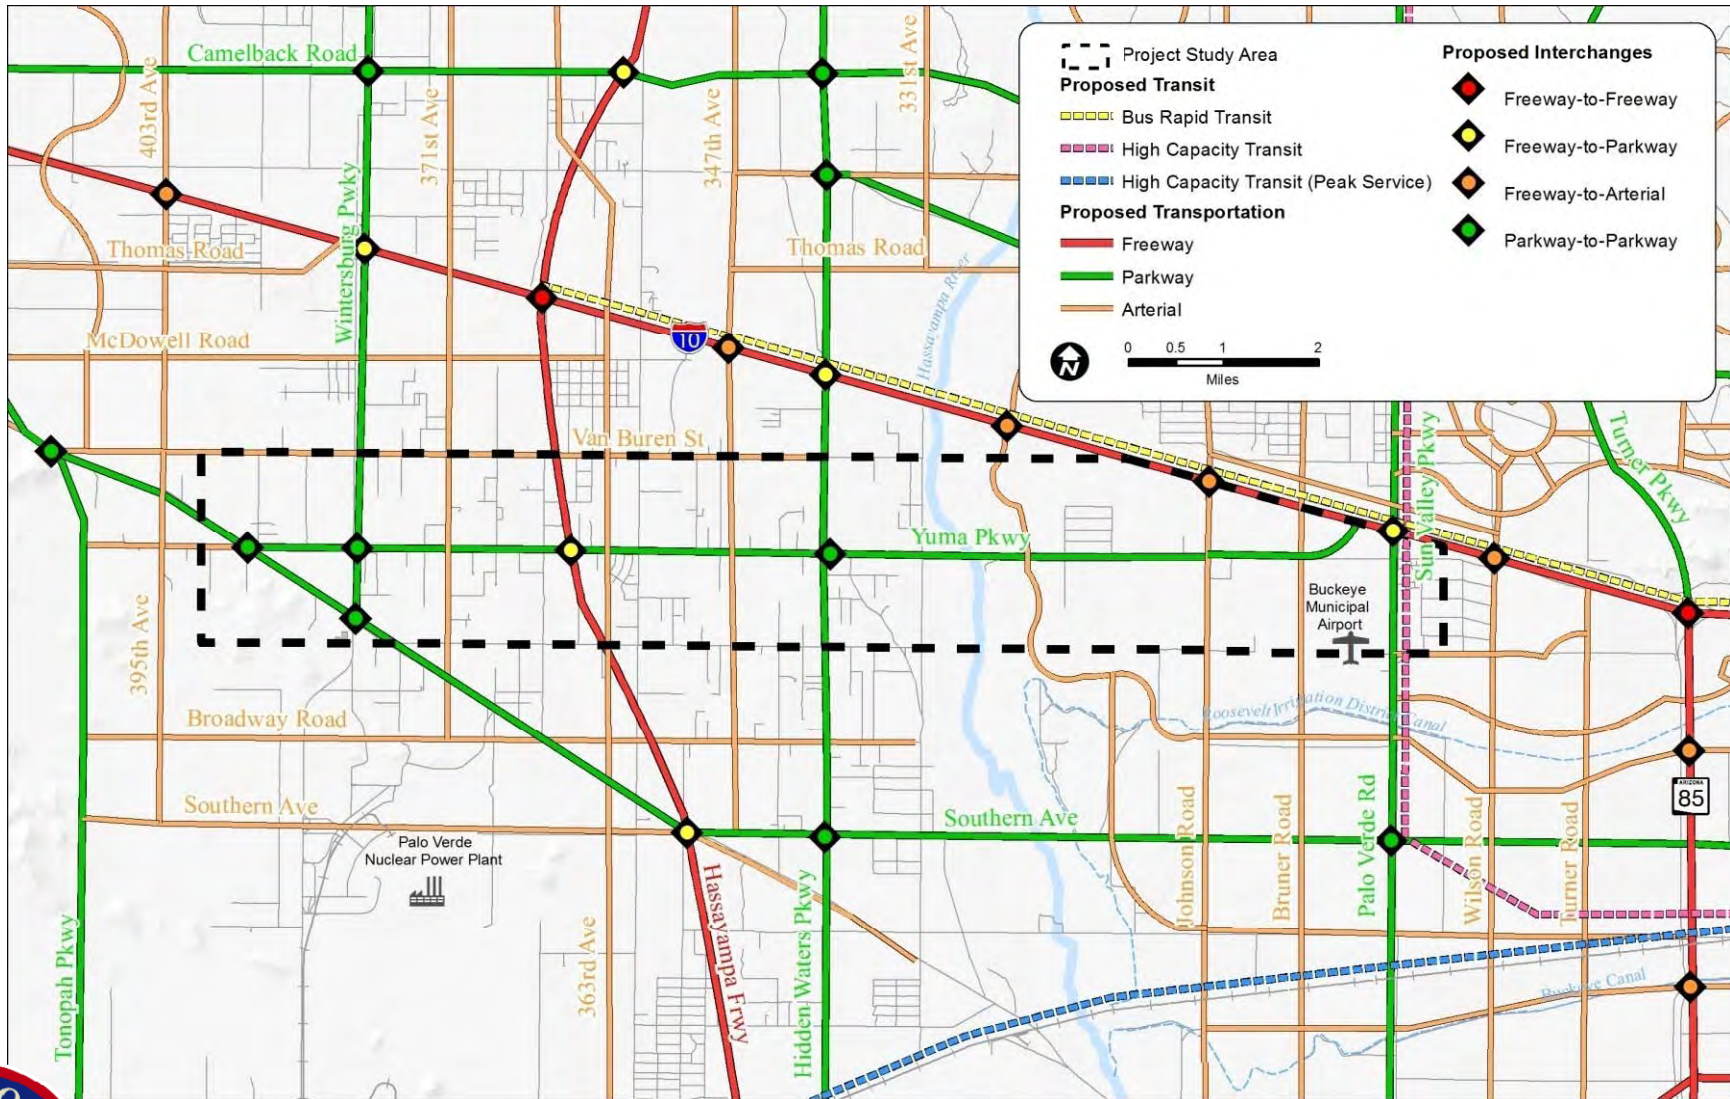 Camelback Road
403rd Ave
371st Ave
347th Ave
331st Ave
Project Study Area
Proposed Transit
Bus Rapid Transit
High Capacity Transit
High Capacity Transit (Peak Service)
Proposed Transportation
Freeway
Parkway
Arterial
Proposed Interchanges
Freeway-to-Freeway
Freeway-to-Parkway
Freeway-to-Arterial
Parkway-to-Parkway
N
0 0.5 1 2
Miles
Thomas Road
Wintersburg Pwky
Thomas Road
Hassayampa River
McDowell Road
10
Van Buren St
Sun Valley Pkwy
Turner Pkwy
Yuma Pkwy
Buckeye
Municipal
Airport
395th Ave
Broadway Road
Roosevelt Irrigation District Canal
Southern Ave
Southern Ave
ARIZONA
85
Palo Verde
Nuclear Power Plant
Tonopah Pkwy
363rd Ave
Hassayampa Frwy
Hidden Waters Pkwy
Johnson Road
Bruner Road
Palo Verde Rd
Wilson Road
Turner Road
Buckeye Canal